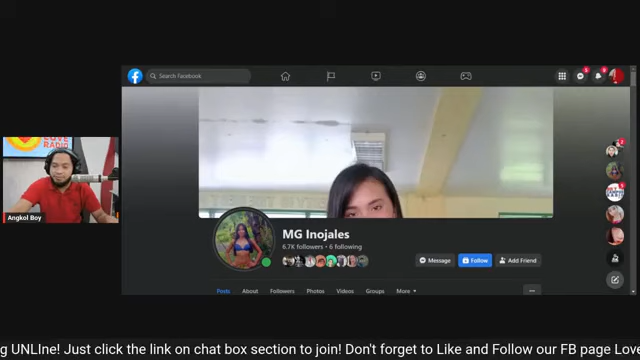 Search Facebook
LOVE
RADIO
Angkol Boy
MG Inojales
6.7K followers • 6 following
Message
Follow
Add Friend
Posts
About
Followers
Photos
Videos
Groups
More
g UNLIne! Just click the link on chat box section to join! Don't forget to Like and Follow our FB page Love